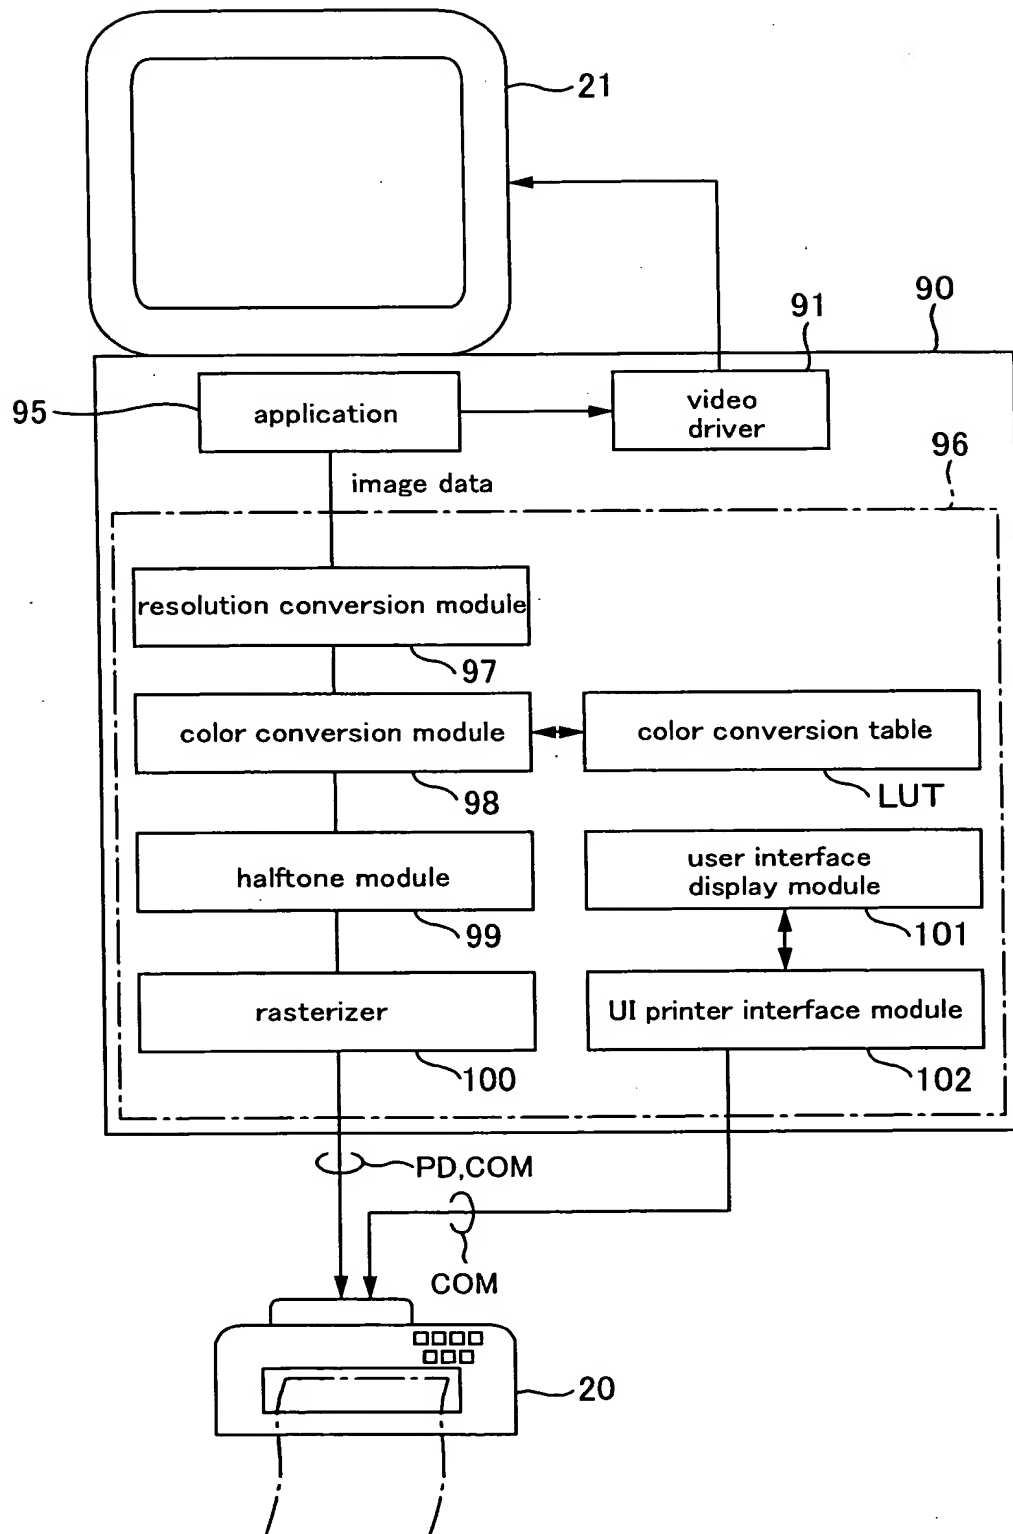 21
90
91
95
application
video
driver
96
image data
resolution conversion module
97
color conversion module
color conversion table
98
LUT
halftone module
user interface
display module
99
101
rasterizer
UI printer interface module
100
102
PD,COM
COM
20